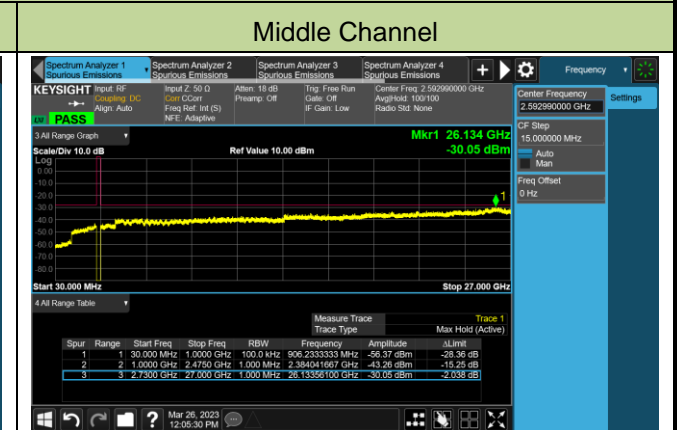 Middle Channel
Spectrum Analyzer 1
Spurious Emissions
Spectrum Analyzer 2
Spurious Emissions
Spectrum Analyzer 3
Spurious Emissions
Spectrum Analyzer 4
Spurious Emissions
+
Frequency
KEYSIGHT
Input: RF
Coupling: DC
Align: Auto
Input Z: 50 Ω
Corr CCorr
Freq Ref: Int (S)
NFE: Adaptive
Atten: 18 dB
Preamp: Off
Trig: Free Run
Gate: Off
IF Gain: Low
Center Freq: 2.592990000 GHz
Avg|Hold: 100/100
Radio Std: None
LW PASS
Center Frequency
2.592990000 GHz
Settings
CF Step
15.000000 MHz
Auto
Man
Freq Offset
0 Hz
3 All Range Graph
Mkr1 26.134 GHz
Scale/Div 10.0 dB
Ref Value 10.00 dBm
-30.05 dBm
Log
0.00
-10.0
-20.0
-30.0
-40.0
-50.0
-60.0
-70.0
-80.0
1
Start 30.000 MHz
Stop 27.000 GHz
4 All Range Table
Measure Trace Trace 1
Trace Type Max Hold (Active)
Spur Range Start Freq Stop Freq RBW Frequency Amplitude ΔLimit
1 1 30.000 MHz 1.0000 GHz 100.0 kHz 906.2333333 MHz -56.37 dBm -28.36 dB
2 2 1.0000 GHz 2.4750 GHz 1.000 MHz 2.384041667 GHz -43.26 dBm -15.25 dB
3 3 2.7300 GHz 27.000 GHz 1.000 MHz 26.13356100 GHz -30.05 dBm -2.038 dB
?
Mar 26, 2023
12:05:30 PM